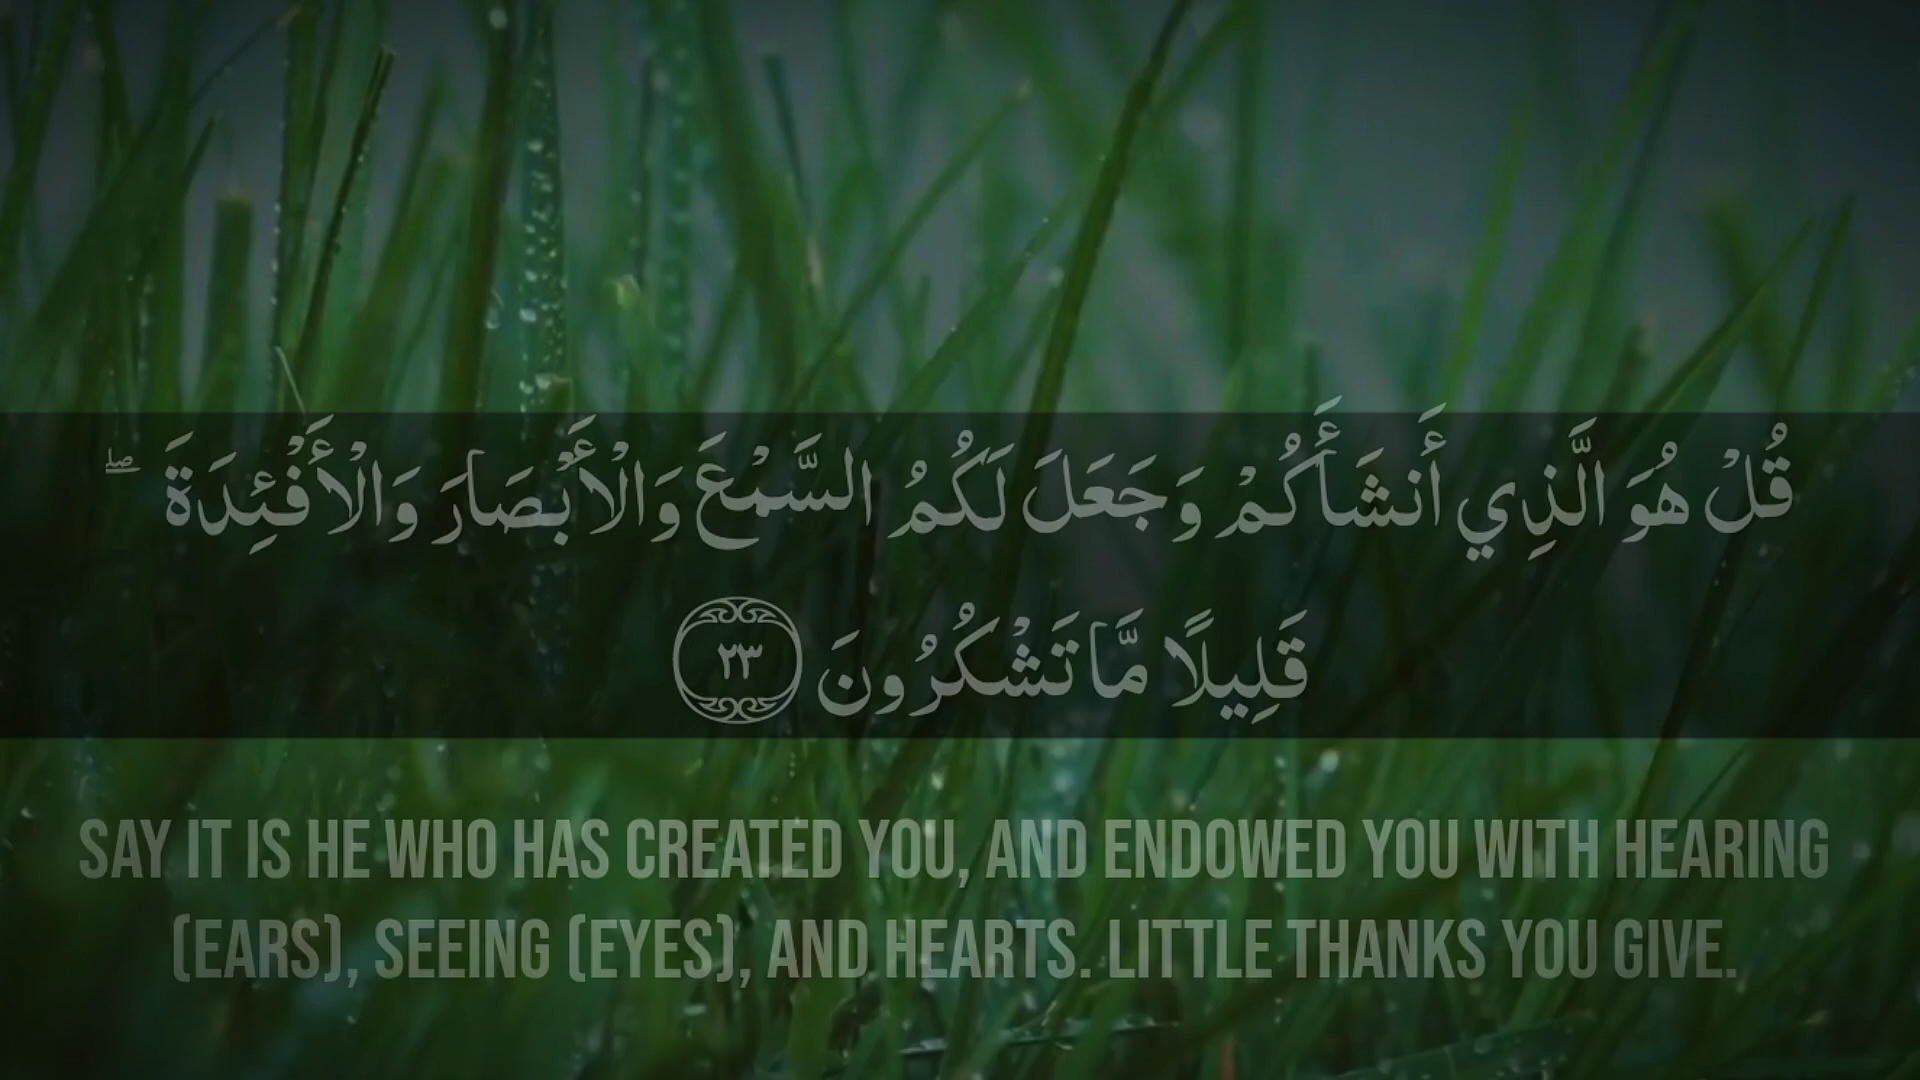 قُلْ هُوَ الَّذِي أَنشَأَكُمْ وَجَعَلَ لَكُمُ السَّمْعَ وَالْأَبْصَارَ وَالْأَفْئِدَةَ ۖ
قَلِيلًا مَّا تَشْكُرُونَ ٢٣
SAY IT IS HE WHO HAS CREATED YOU, AND ENDOWED YOU WITH HEARING
(EARS), SEEING (EYES), AND HEARTS. LITTLE THANKS YOU GIVE.